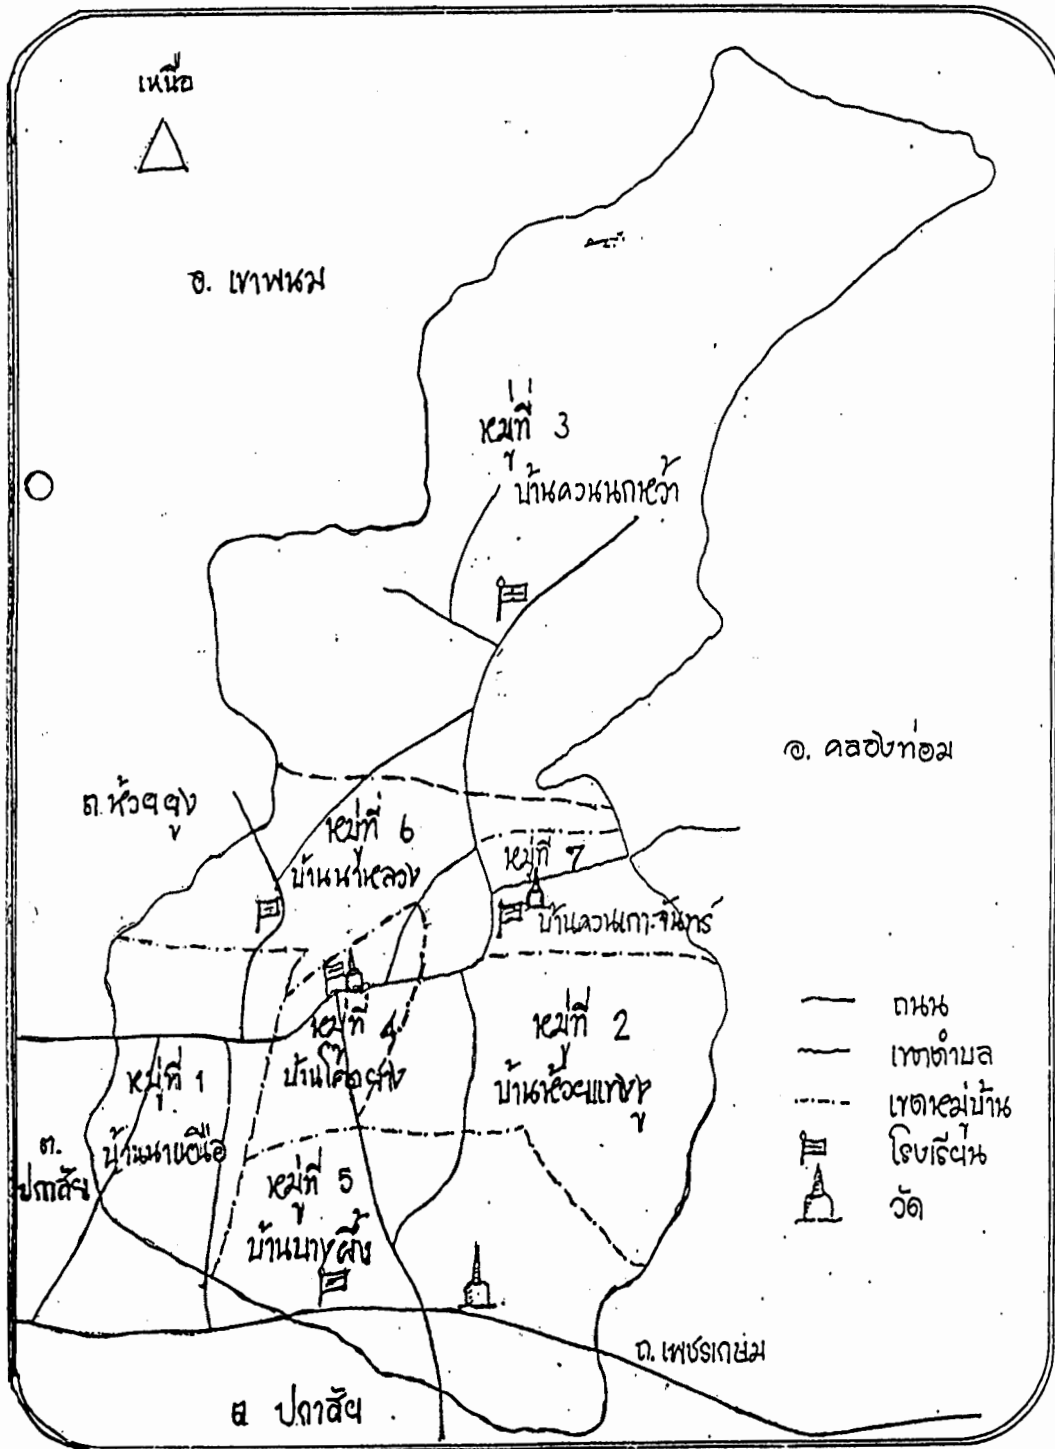 เหนือ
อ. เขาพนม
หมู่ที่ 3
บ้านควนนกหว้า
อ. คลองท่อม
ต.ห้วยยูง
หมู่ที่ 6
บ้านนาหลวง
หมู่ที่ 7
บ้านควนเกาะจันทร์
หมู่ที่ 4
บ้านโคกยาง
หมู่ที่ 2
บ้านห้วยแทงงู
หมู่ที่ 1
บ้านนาเหนือ
ต.
ปกาสัย
หมู่ที่ 5
บ้านบางผึ้ง
ถนน
เขตตำบล
เขตหมู่บ้าน
โรงเรียน
วัด
ถ. เพชรเกษม
ต ปกาสัย